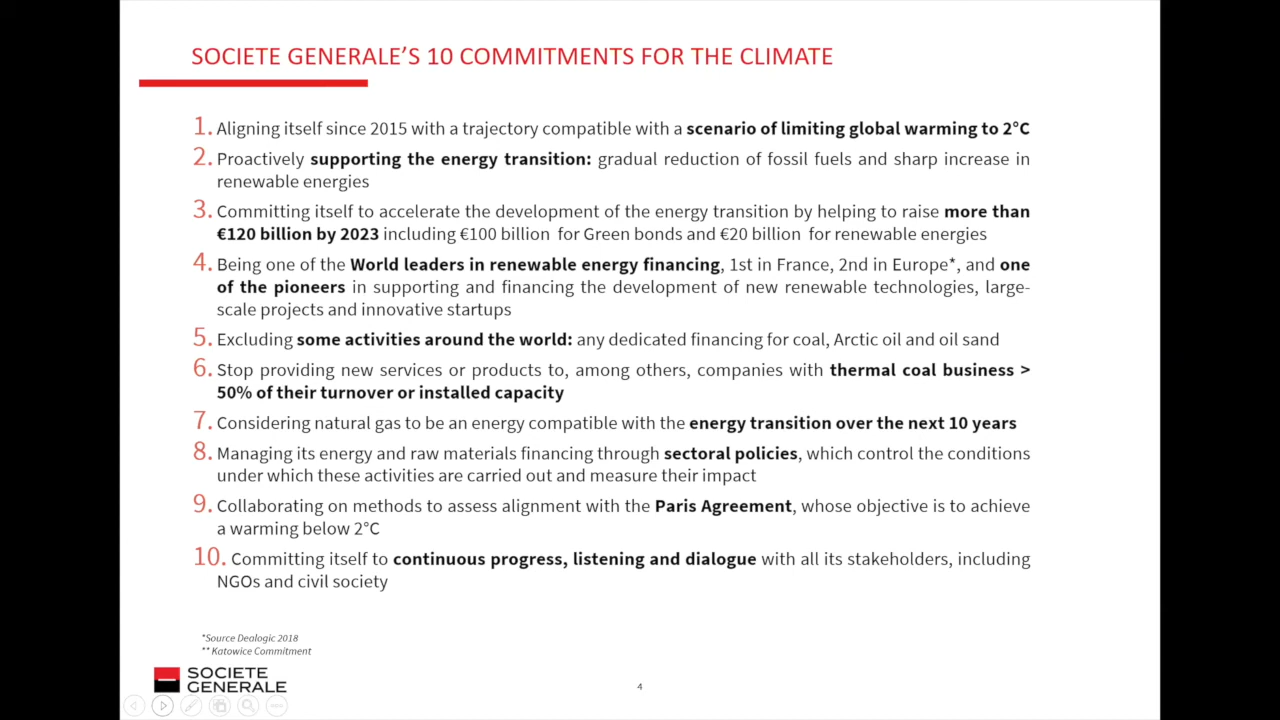 SOCIETE GENERALE’S 10 COMMITMENTS FOR THE CLIMATE
1. Aligning itself since 2015 with a trajectory compatible with a scenario of limiting global warming to 2°C
2. Proactively supporting the energy transition: gradual reduction of fossil fuels and sharp increase in
renewable energies
3. Committing itself to accelerate the development of the energy transition by helping to raise more than
€120 billion by 2023 including €100 billion for Green bonds and €20 billion for renewable energies
4. Being one of the World leaders in renewable energy financing, 1st in France, 2nd in Europe*, and one
of the pioneers in supporting and financing the development of new renewable technologies, large-
scale projects and innovative startups
5. Excluding some activities around the world: any dedicated financing for coal, Arctic oil and oil sand
6. Stop providing new services or products to, among others, companies with thermal coal business >
50% of their turnover or installed capacity
7. Considering natural gas to be an energy compatible with the energy transition over the next 10 years
8. Managing its energy and raw materials financing through sectoral policies, which control the conditions
under which these activities are carried out and measure their impact
9. Collaborating on methods to assess alignment with the Paris Agreement, whose objective is to achieve
a warming below 2°C
10. Committing itself to continuous progress, listening and dialogue with all its stakeholders, including
NGOs and civil society
*Source Dealogic 2018
** Katowice Commitment
SOCIETE
GENERALE
4